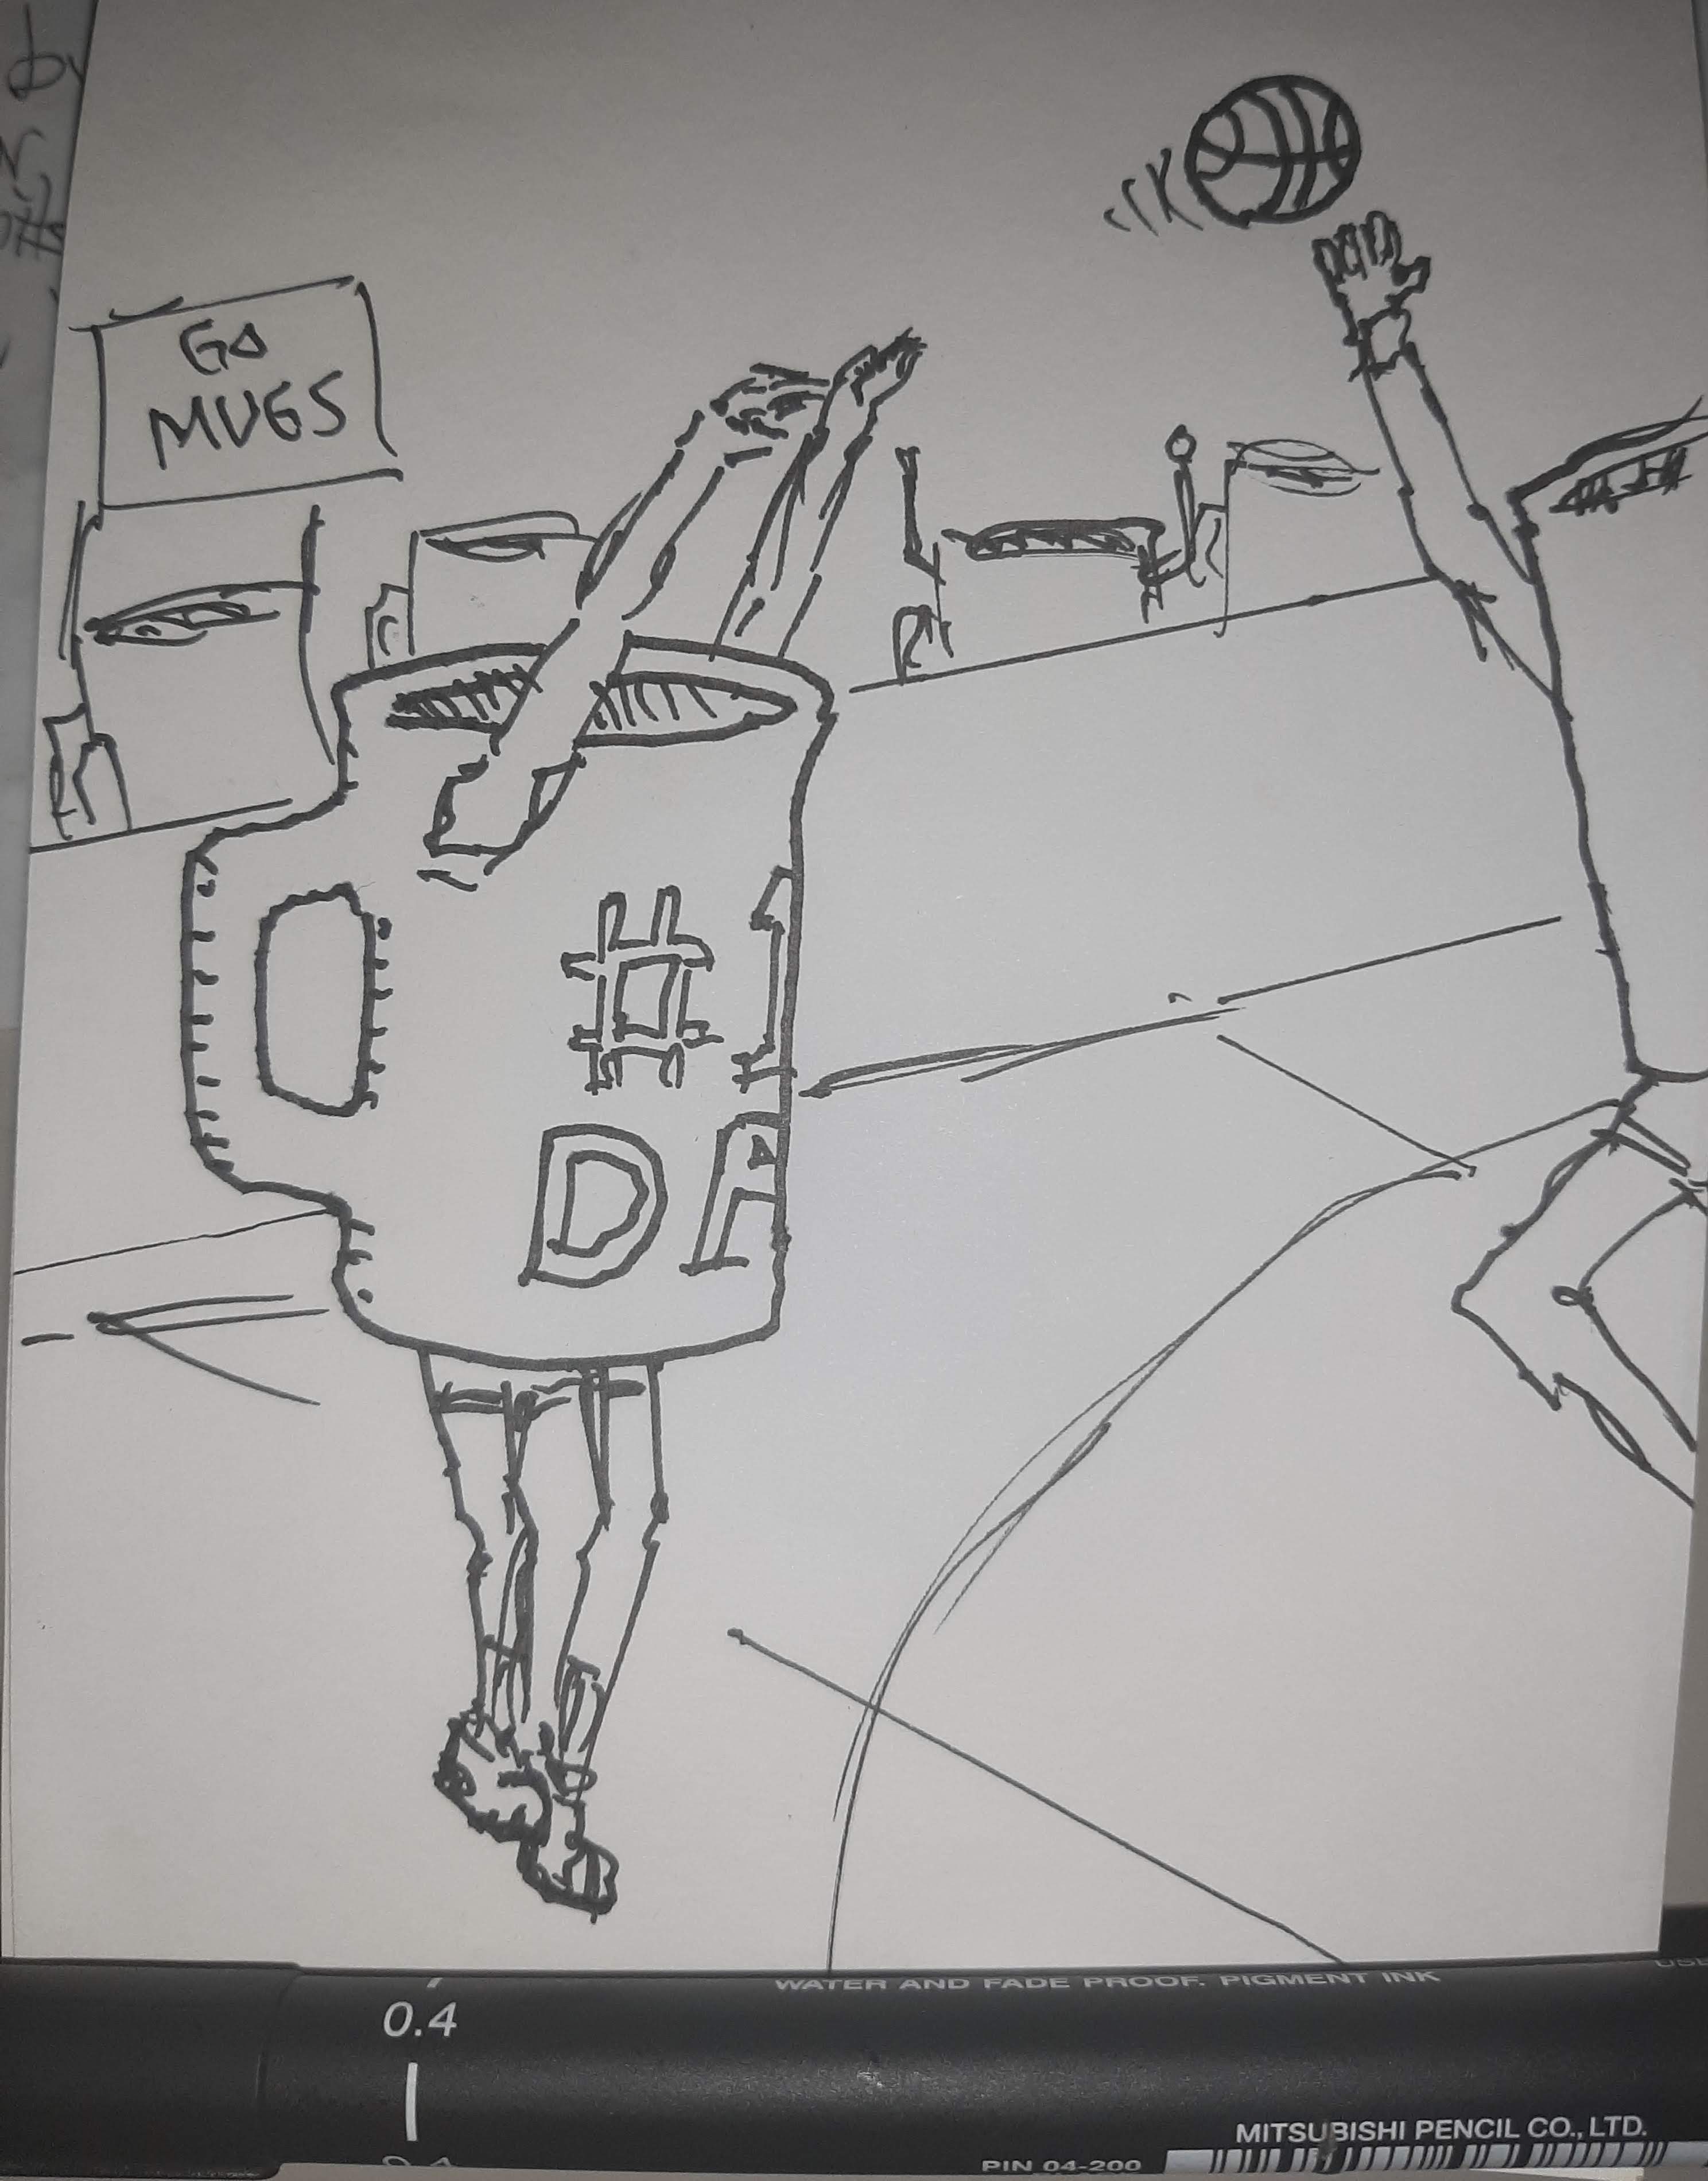 GO
MUGS
#1
DA
WATER AND FADE PROOF. PIGMENT INK
0.4
MITSUBISHI PENCIL CO., LTD.
PIN 04-200